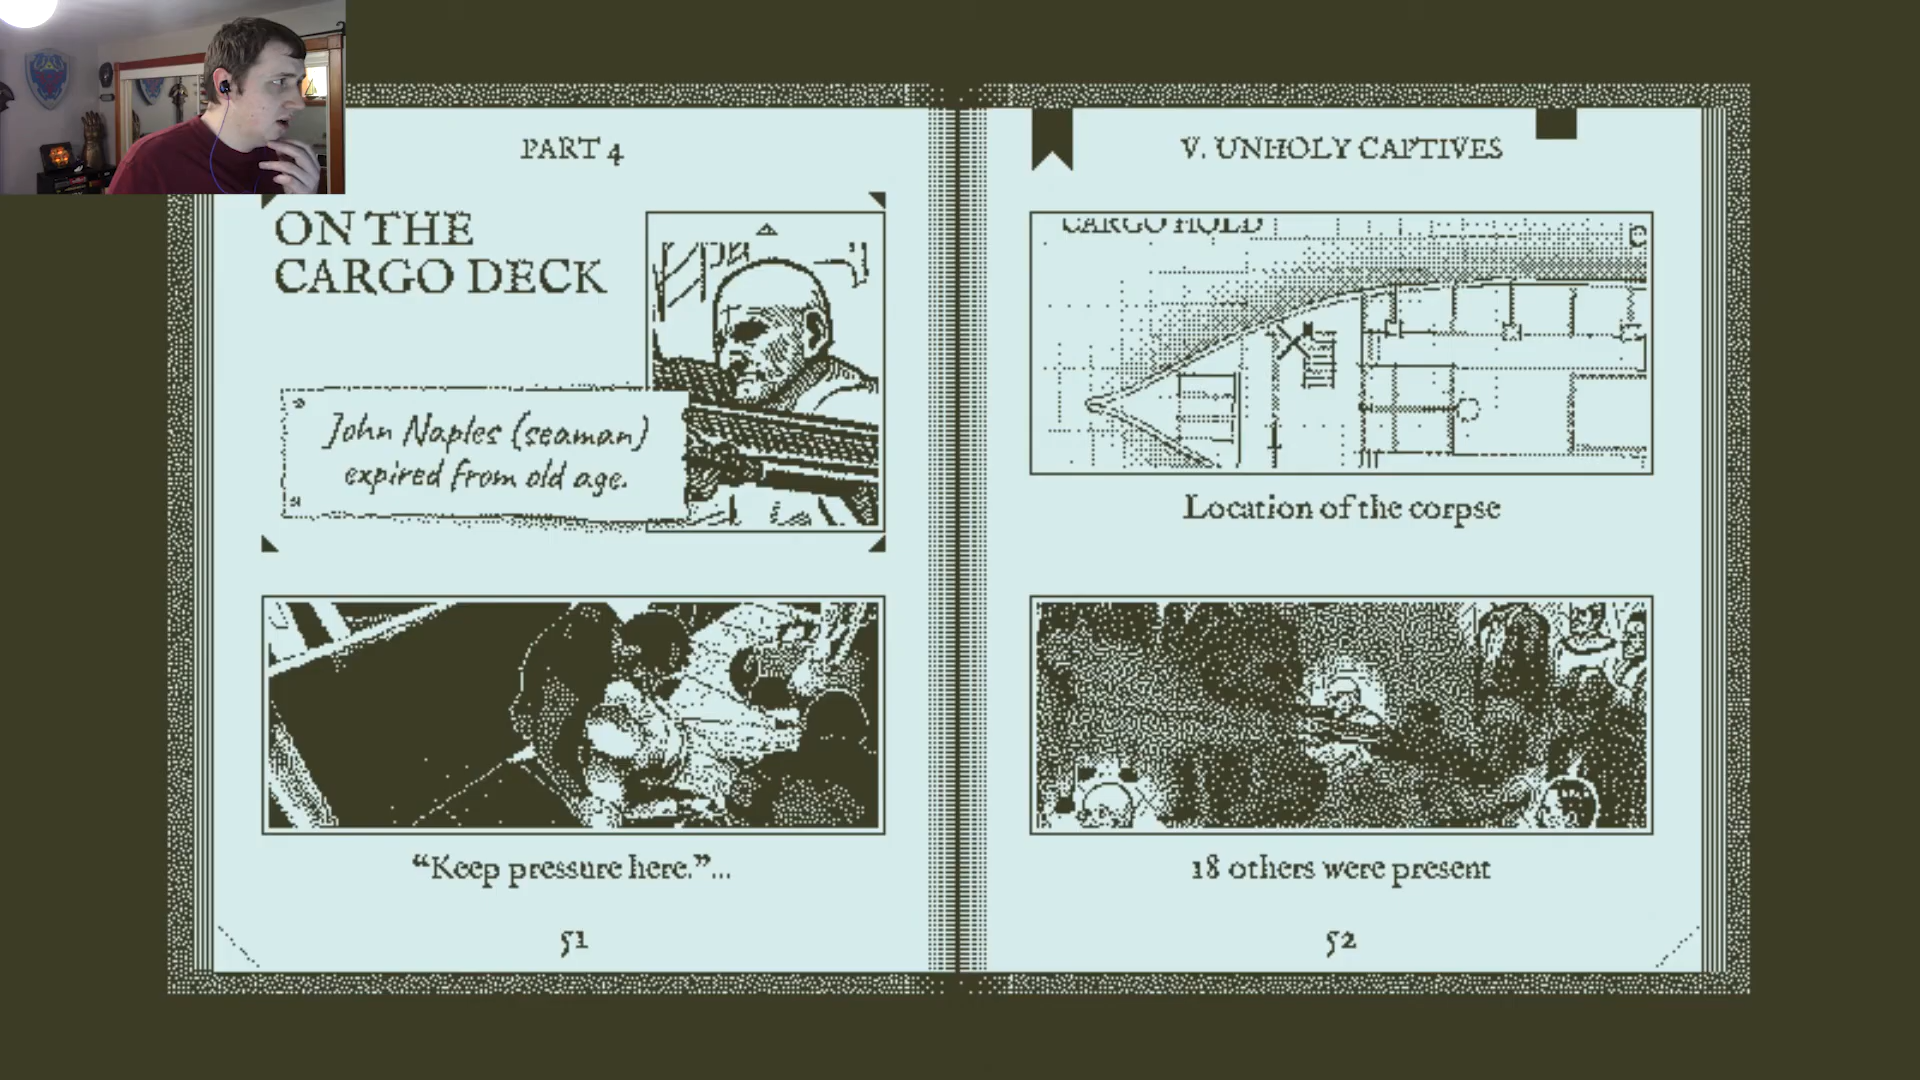 PART 4
ON THE
CARGO DECK
John Naples (seaman)
expired from old age.
"Keep pressure here."...
51
V. UNHOLY CAPTIVES
CARGO HOLD
C
Location of the corpse
18 others were present
52